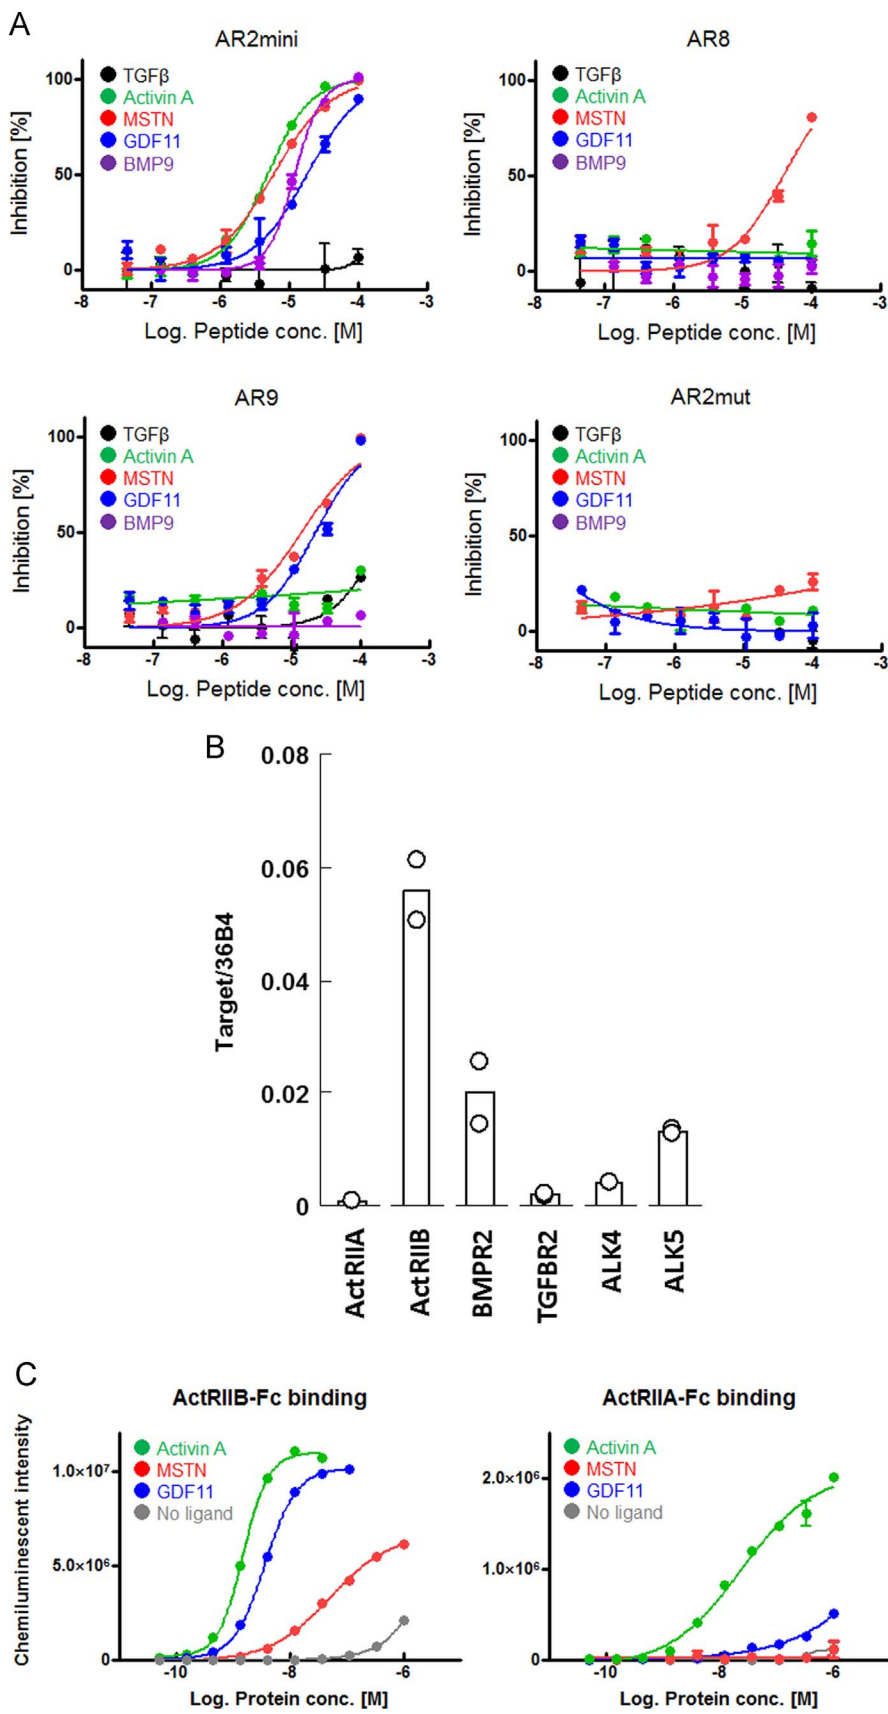 A
AR2mini
Inhibition [%]
100
50
0
TGFβ
Activin A
MSTN
GDF11
BMP9
-8 -7 -6 -5 -4 -3
Log. Peptide conc. [M]
AR8
Inhibition [%]
100
50
0
TGFβ
Activin A
MSTN
GDF11
BMP9
-8 -7 -6 -5 -4 -3
Log. Peptide conc. [M]
AR9
Inhibition [%]
100
50
0
TGFβ
Activin A
MSTN
GDF11
BMP9
-8 -7 -6 -5 -4 -3
Log. Peptide conc. [M]
AR2mut
Inhibition [%]
100
50
0
TGFβ
Activin A
MSTN
GDF11
BMP9
-8 -7 -6 -5 -4 -3
Log. Peptide conc. [M]
B
Target/36B4
0.08
0.06
0.04
0.02
0
ActRIIA
ActRIIB
BMPR2
TGFBR2
ALK4
ALK5
C
ActRIIB-Fc binding
Chemiluminescent intensity
1.0×10⁷
5.0×10⁶
0
Activin A
MSTN
GDF11
No ligand
-10 -8 -6
Log. Protein conc. [M]
ActRIIA-Fc binding
2.0×10⁶
1.0×10⁶
0
Activin A
MSTN
GDF11
No ligand
-10 -8 -6
Log. Protein conc. [M]